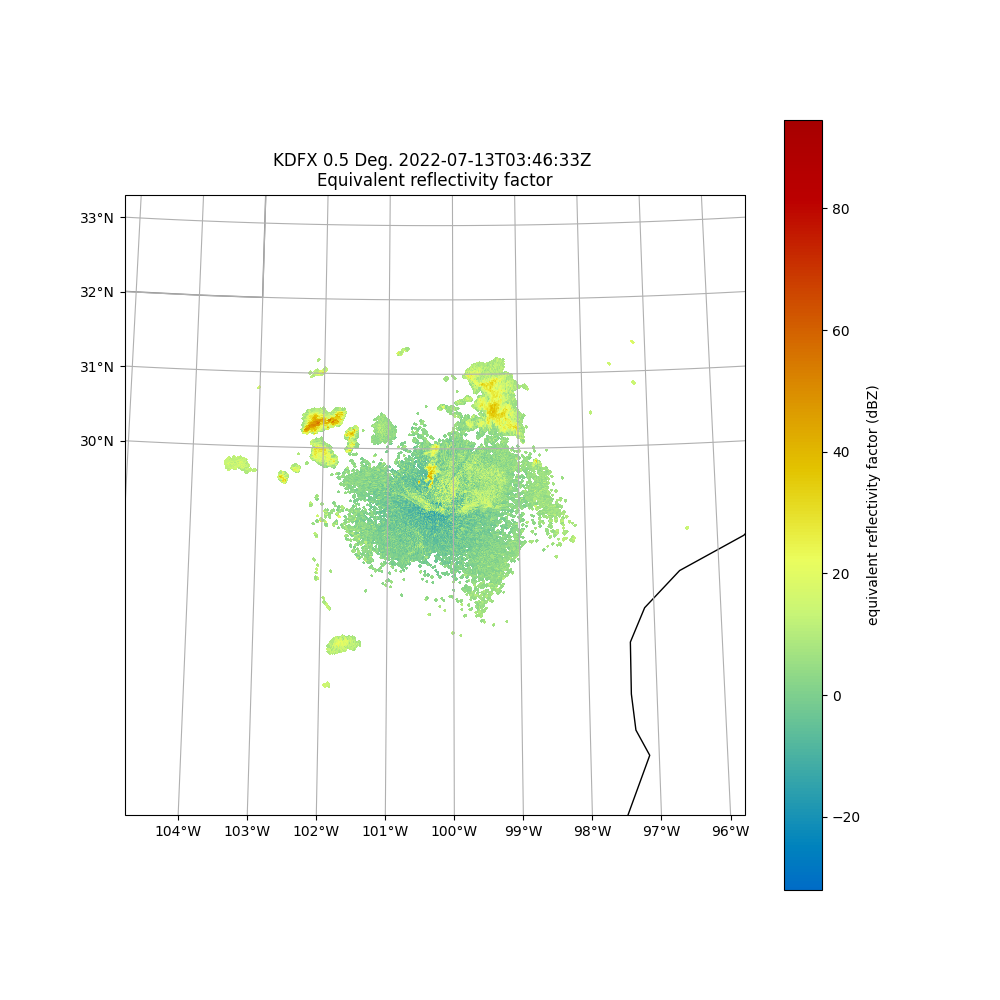 KDFX 0.5 Deg. 2022-07-13T03:46:33Z
Equivalent reflectivity factor
33°N
32°N
31°N
30°N
104°W 103°W 102°W 101°W 100°W 99°W 98°W 97°W 96°W
80
60
40
20
0
−20
equivalent reflectivity factor (dBZ)